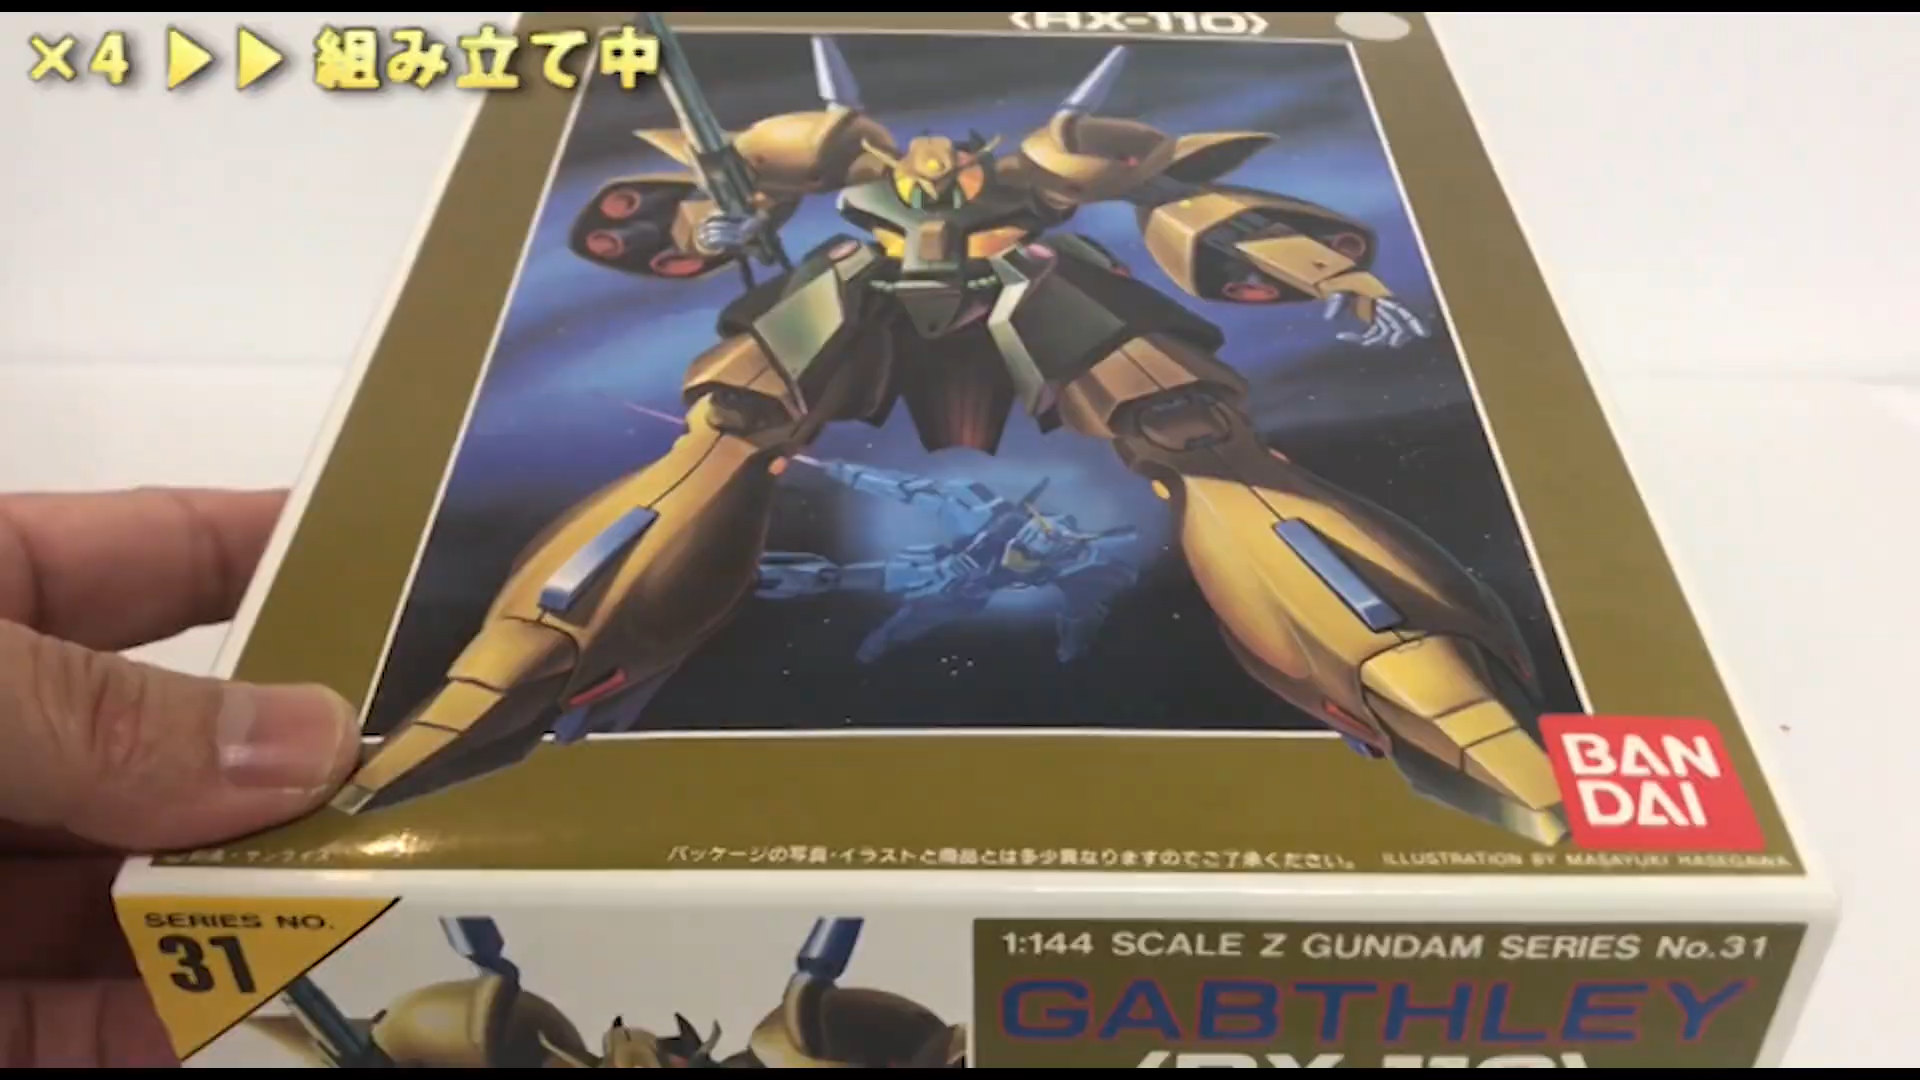 ×4 ▶▶ 組み立て中
〈RX-110〉
BAN
DAI
パッケージの写真・イラストと商品とは多少異なりますのでご了承ください。 ILLUSTRATION BY MASAYUKI HASEGAWA
SERIES NO.
31
1:144 SCALE Z GUNDAM SERIES No.31
GABTHLEY